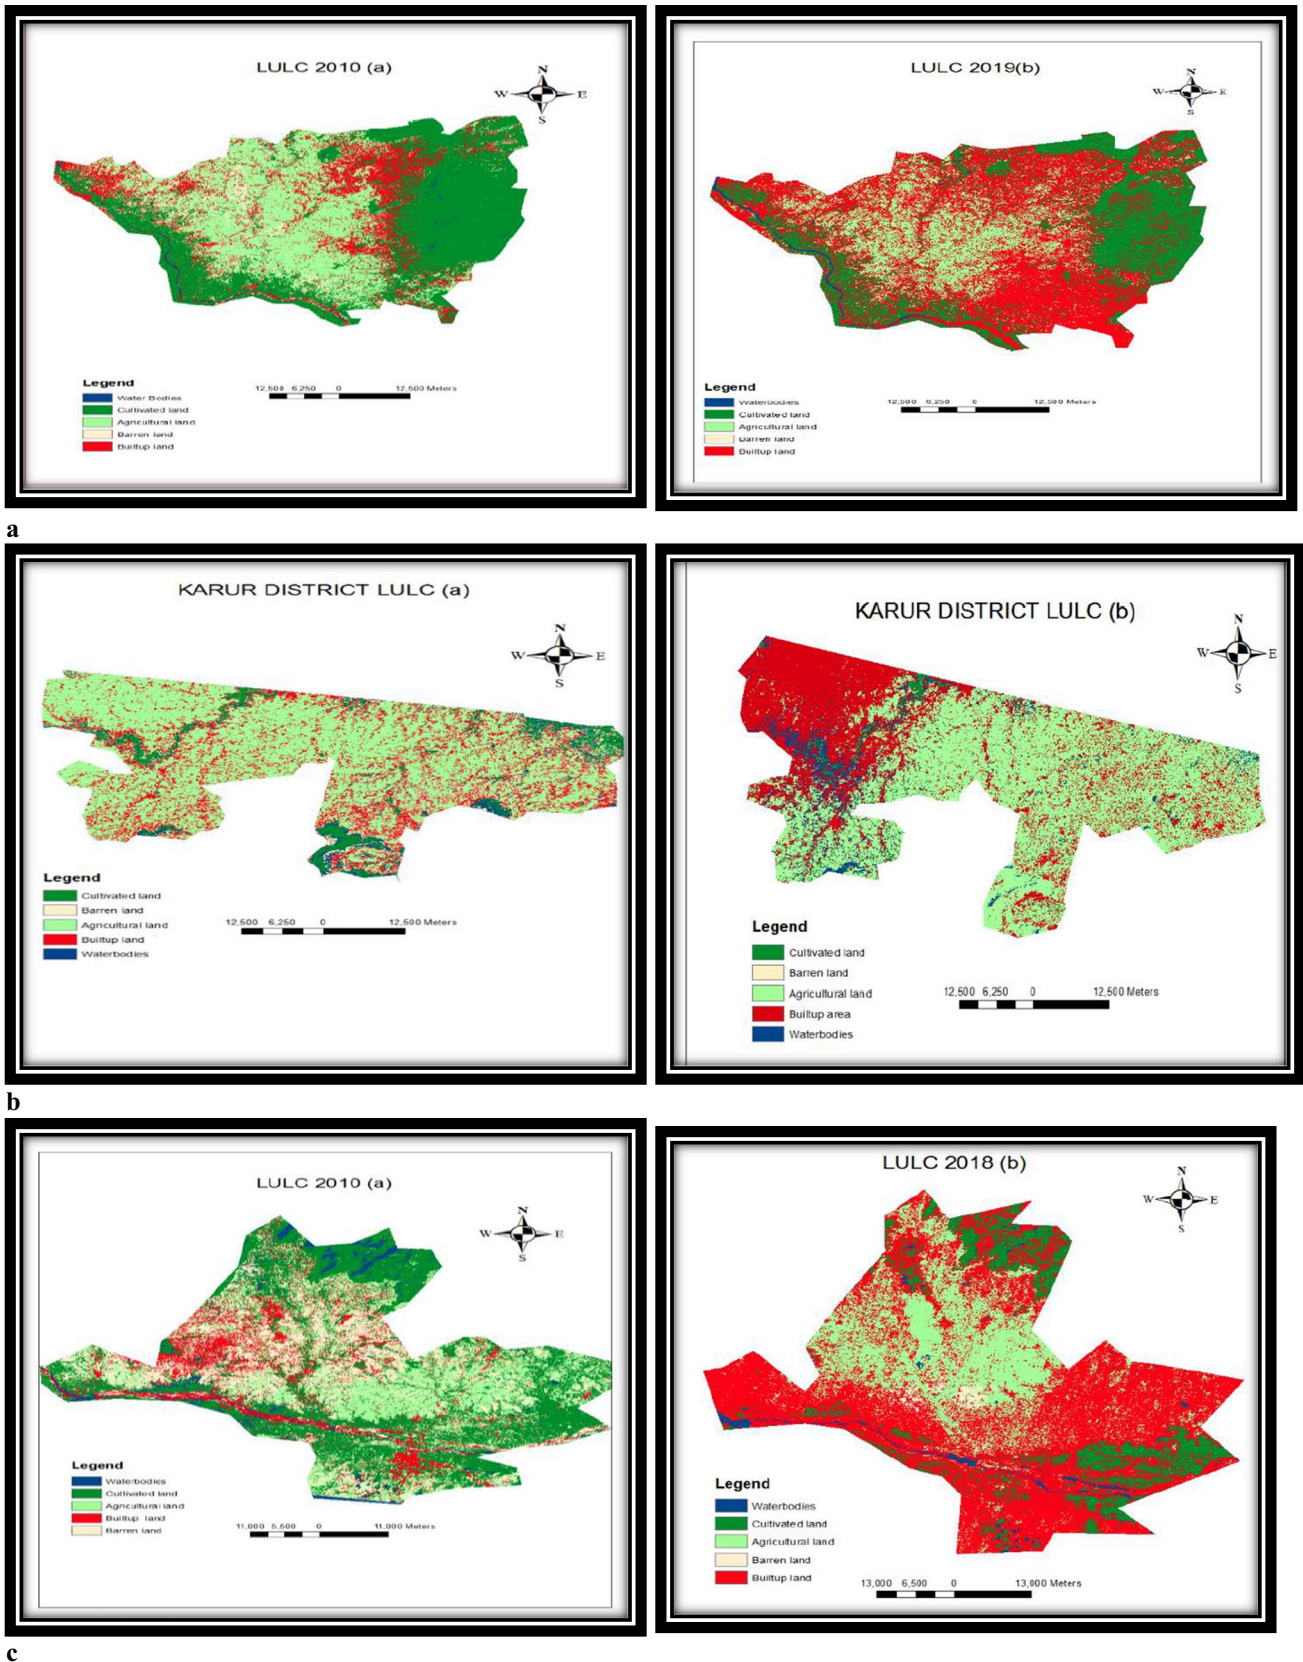 LULC 2010 (a)
N
W E
S
Legend
Water Bodies
Cultivated land
Agricultural land
Barren land
Builtup land
12,500 6,250 0 12,500 Meters
LULC 2019(b)
N
W E
S
Legend
Waterbodies
Cultivated land
Agricultural land
Barren land
Builtup land
12,500 6,250 0 12,500 Meters
a
KARUR DISTRICT LULC (a)
N
W E
S
Legend
Cultivated land
Barren land
Agricultural land
Builtup land
Waterbodies
12,500 6,250 0 12,500 Meters
KARUR DISTRICT LULC (b)
N
W E
S
Legend
Cultivated land
Barren land
Agricultural land
Builtup area
Waterbodies
12,500 6,250 0 12,500 Meters
b
LULC 2010 (a)
N
W E
S
Legend
Waterbodies
Cultivated land
Agricultural land
Builtup land
Barren land
11,000 5,500 0 11,000 Meters
LULC 2018 (b)
N
W E
S
Legend
Waterbodies
Cultivated land
Agricultural land
Barren land
Builtup land
13,000 6,500 0 13,000 Meters
c